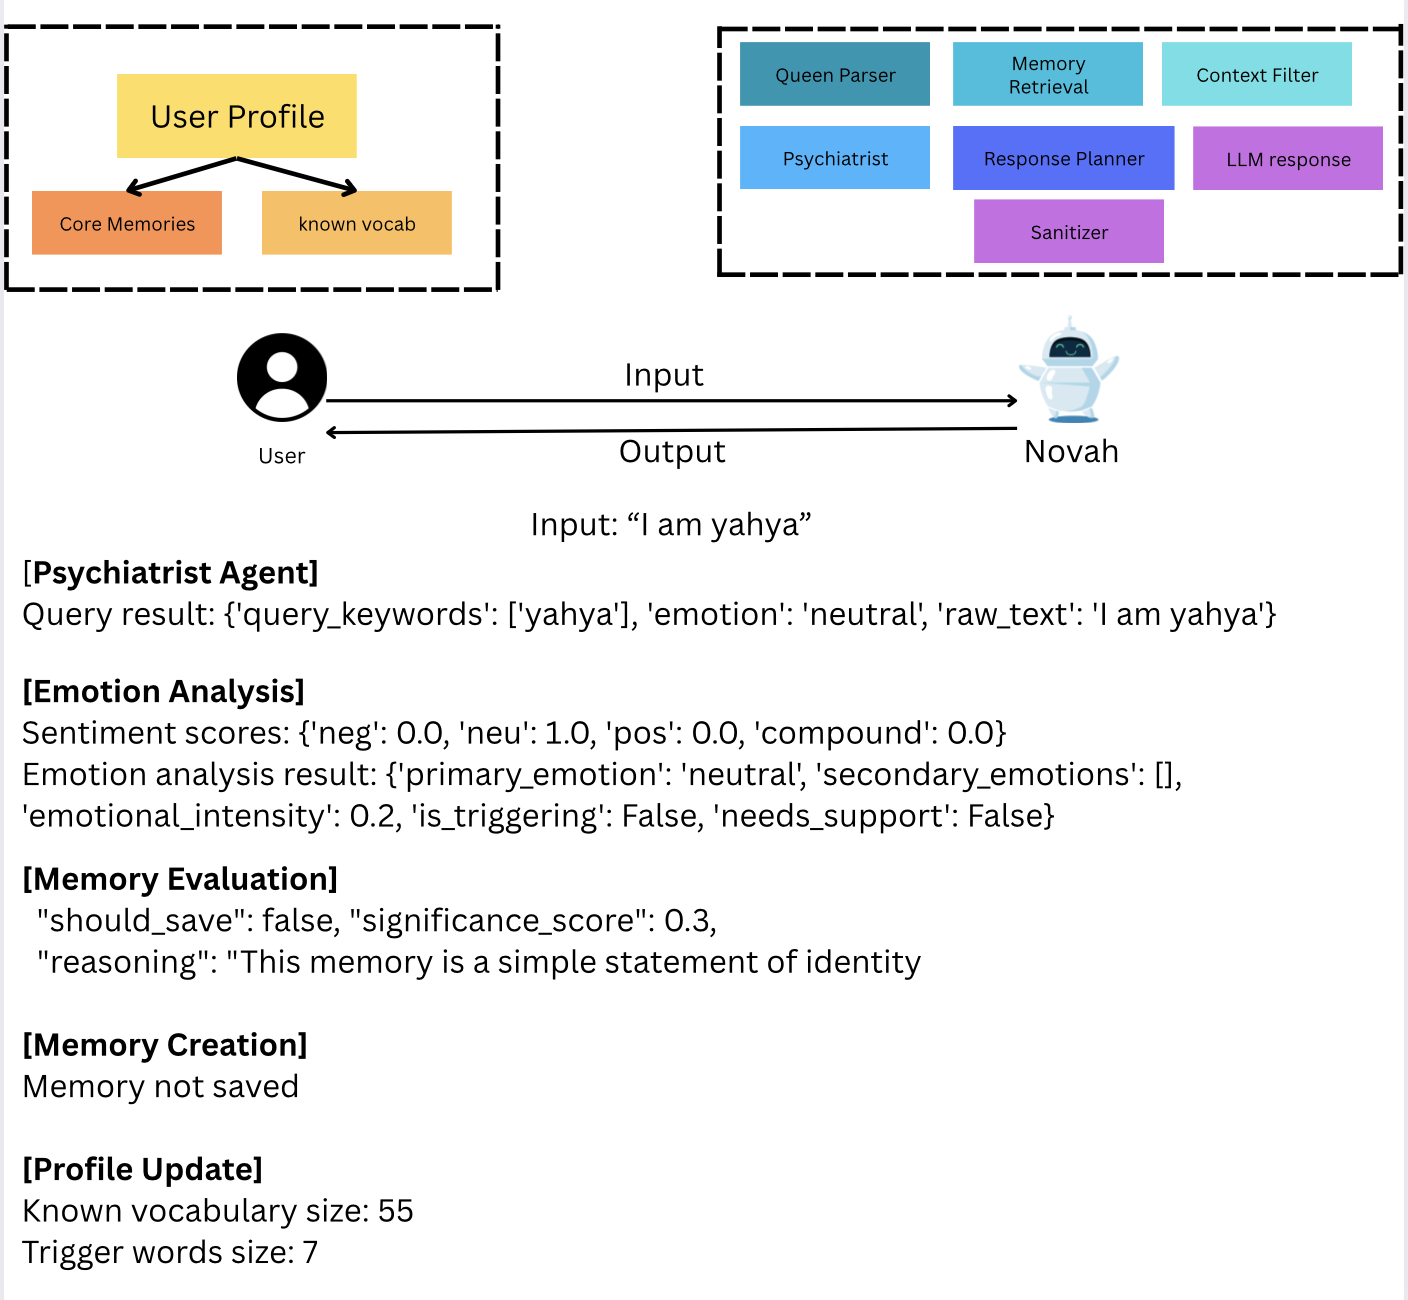 User Profile
Core Memories
known vocab
Queen Parser
Memory
Retrieval
Context Filter
Psychiatrist
Response Planner
LLM response
Sanitizer
Input
Output
User
Novah
Input: “I am yahya”
[Psychiatrist Agent]
Query result: {'query_keywords': ['yahya'], 'emotion': 'neutral', 'raw_text': 'I am yahya'}
[Emotion Analysis]
Sentiment scores: {'neg': 0.0, 'neu': 1.0, 'pos': 0.0, 'compound': 0.0}
Emotion analysis result: {'primary_emotion': 'neutral', 'secondary_emotions': [],
'emotional_intensity': 0.2, 'is_triggering': False, 'needs_support': False}
[Memory Evaluation]
"should_save": false, "significance_score": 0.3,
"reasoning": "This memory is a simple statement of identity
[Memory Creation]
Memory not saved
[Profile Update]
Known vocabulary size: 55
Trigger words size: 7